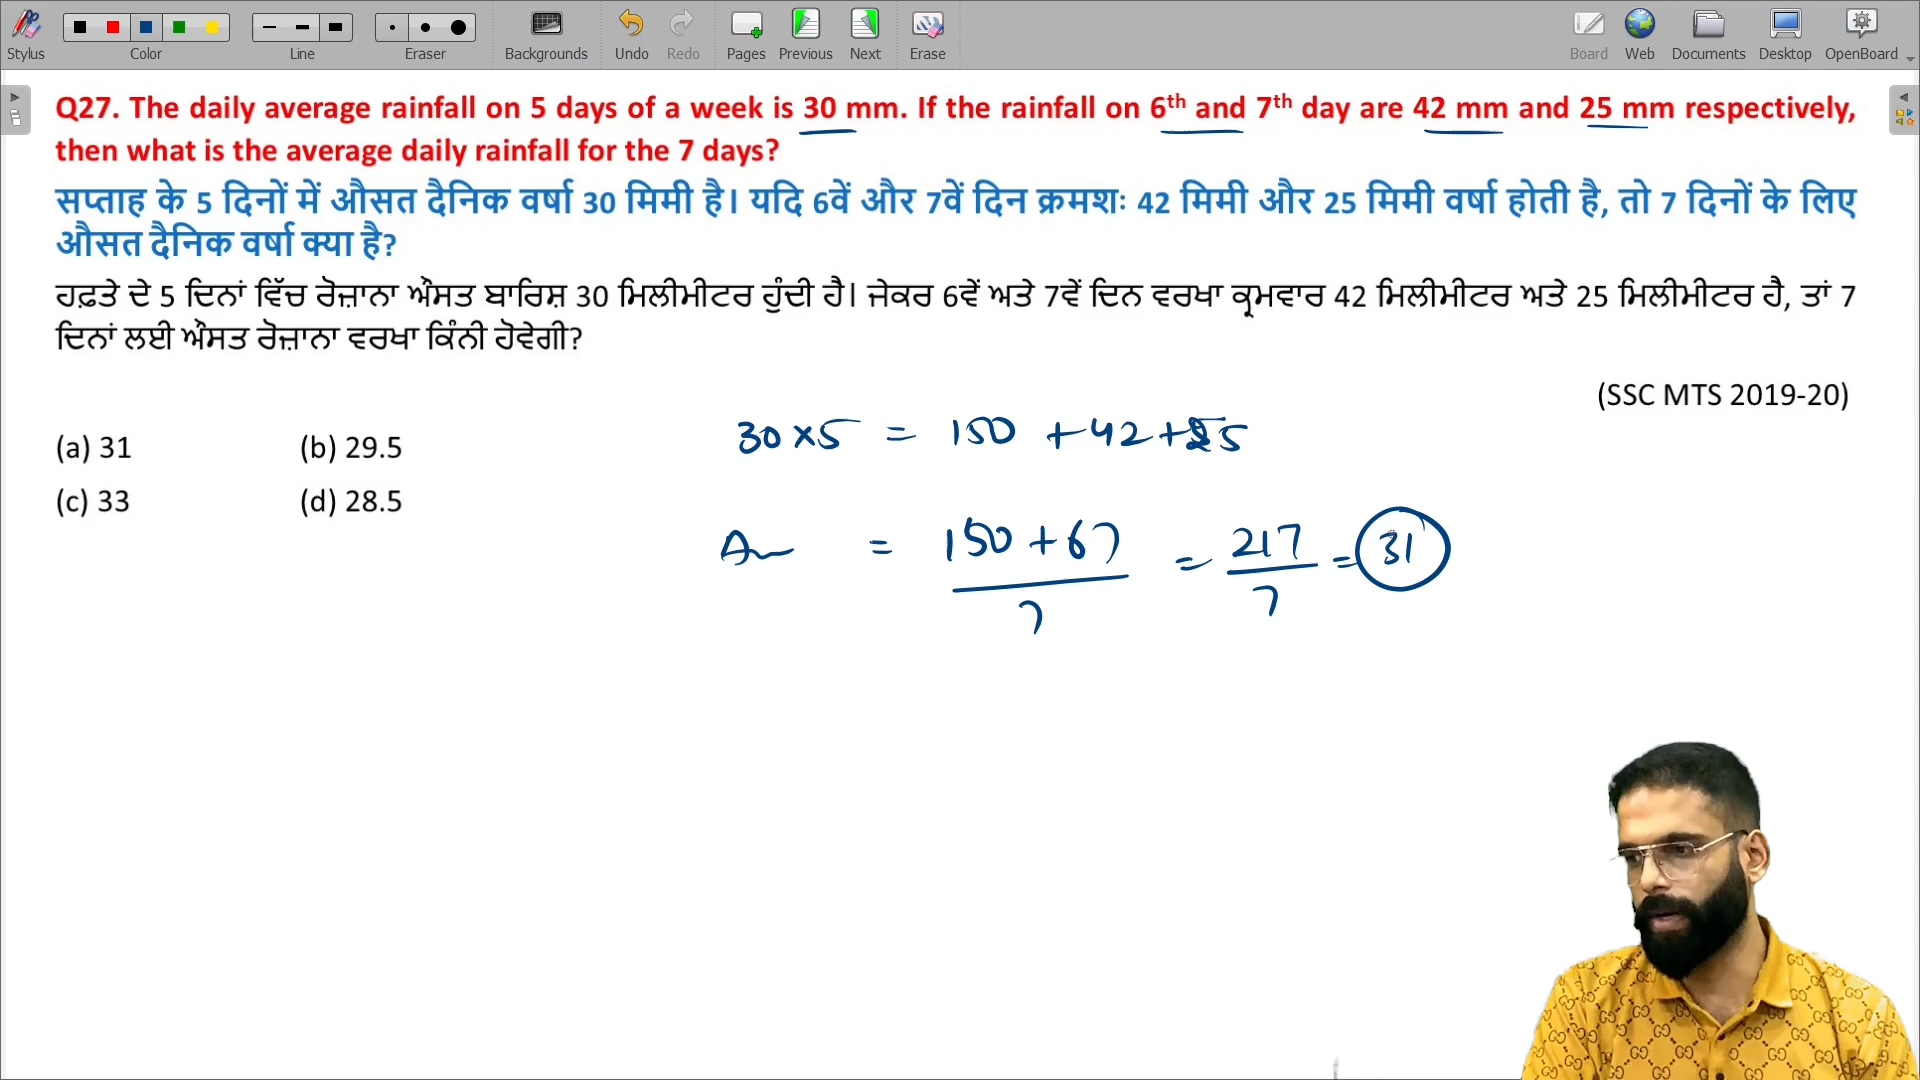 Stylus
Color
Line
Eraser
Backgrounds
Undo
Redo
Pages
Previous
Next
Erase
Board
Web
Documents
Desktop
OpenBoard
Q27. The daily average rainfall on 5 days of a week is 30 mm. If the rainfall on 6th and 7th day are 42 mm and 25 mm respectively,
then what is the average daily rainfall for the 7 days?
सप्ताह के 5 दिनों में औसत दैनिक वर्षा 30 मिमी है। यदि 6वें और 7वें दिन क्रमशः 42 मिमी और 25 मिमी वर्षा होती है, तो 7 दिनों के लिए
औसत दैनिक वर्षा क्या है?
ਹਫ਼ਤੇ ਦੇ 5 ਦਿਨਾਂ ਵਿੱਚ ਰੋਜ਼ਾਨਾ ਔਸਤ ਬਾਰਿਸ਼ 30 ਮਿਲੀਮੀਟਰ ਹੁੰਦੀ ਹੈ। ਜੇਕਰ 6ਵੇਂ ਅਤੇ 7ਵੇਂ ਦਿਨ ਵਰਖਾ ਕ੍ਰਮਵਾਰ 42 ਮਿਲੀਮੀਟਰ ਅਤੇ 25 ਮਿਲੀਮੀਟਰ ਹੈ, ਤਾਂ 7
ਦਿਨਾਂ ਲਈ ਔਸਤ ਰੋਜ਼ਾਨਾ ਵਰਖਾ ਕਿੰਨੀ ਹੋਵੇਗੀ?
(SSC MTS 2019-20)
(a) 31 (b) 29.5
(c) 33 (d) 28.5
30×5 = 150 +42+25
= 150+67 = 217 = 31
7 7